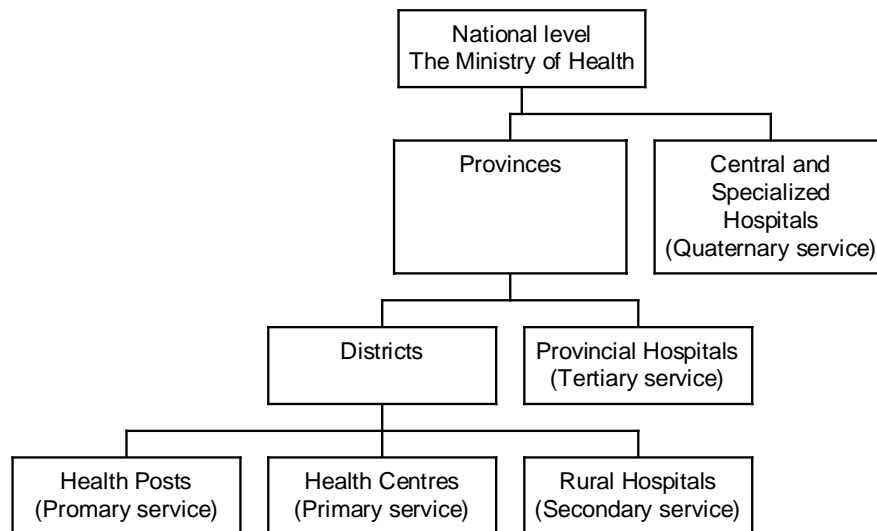 National level
The Ministry of Health
Provinces
Central and
Specialized
Hospitals
(Quaternary service)
Districts
Provincial Hospitals
(Tertiary service)
Health Posts
(Promary service)
Health Centres
(Primary service)
Rural Hospitals
(Secondary service)